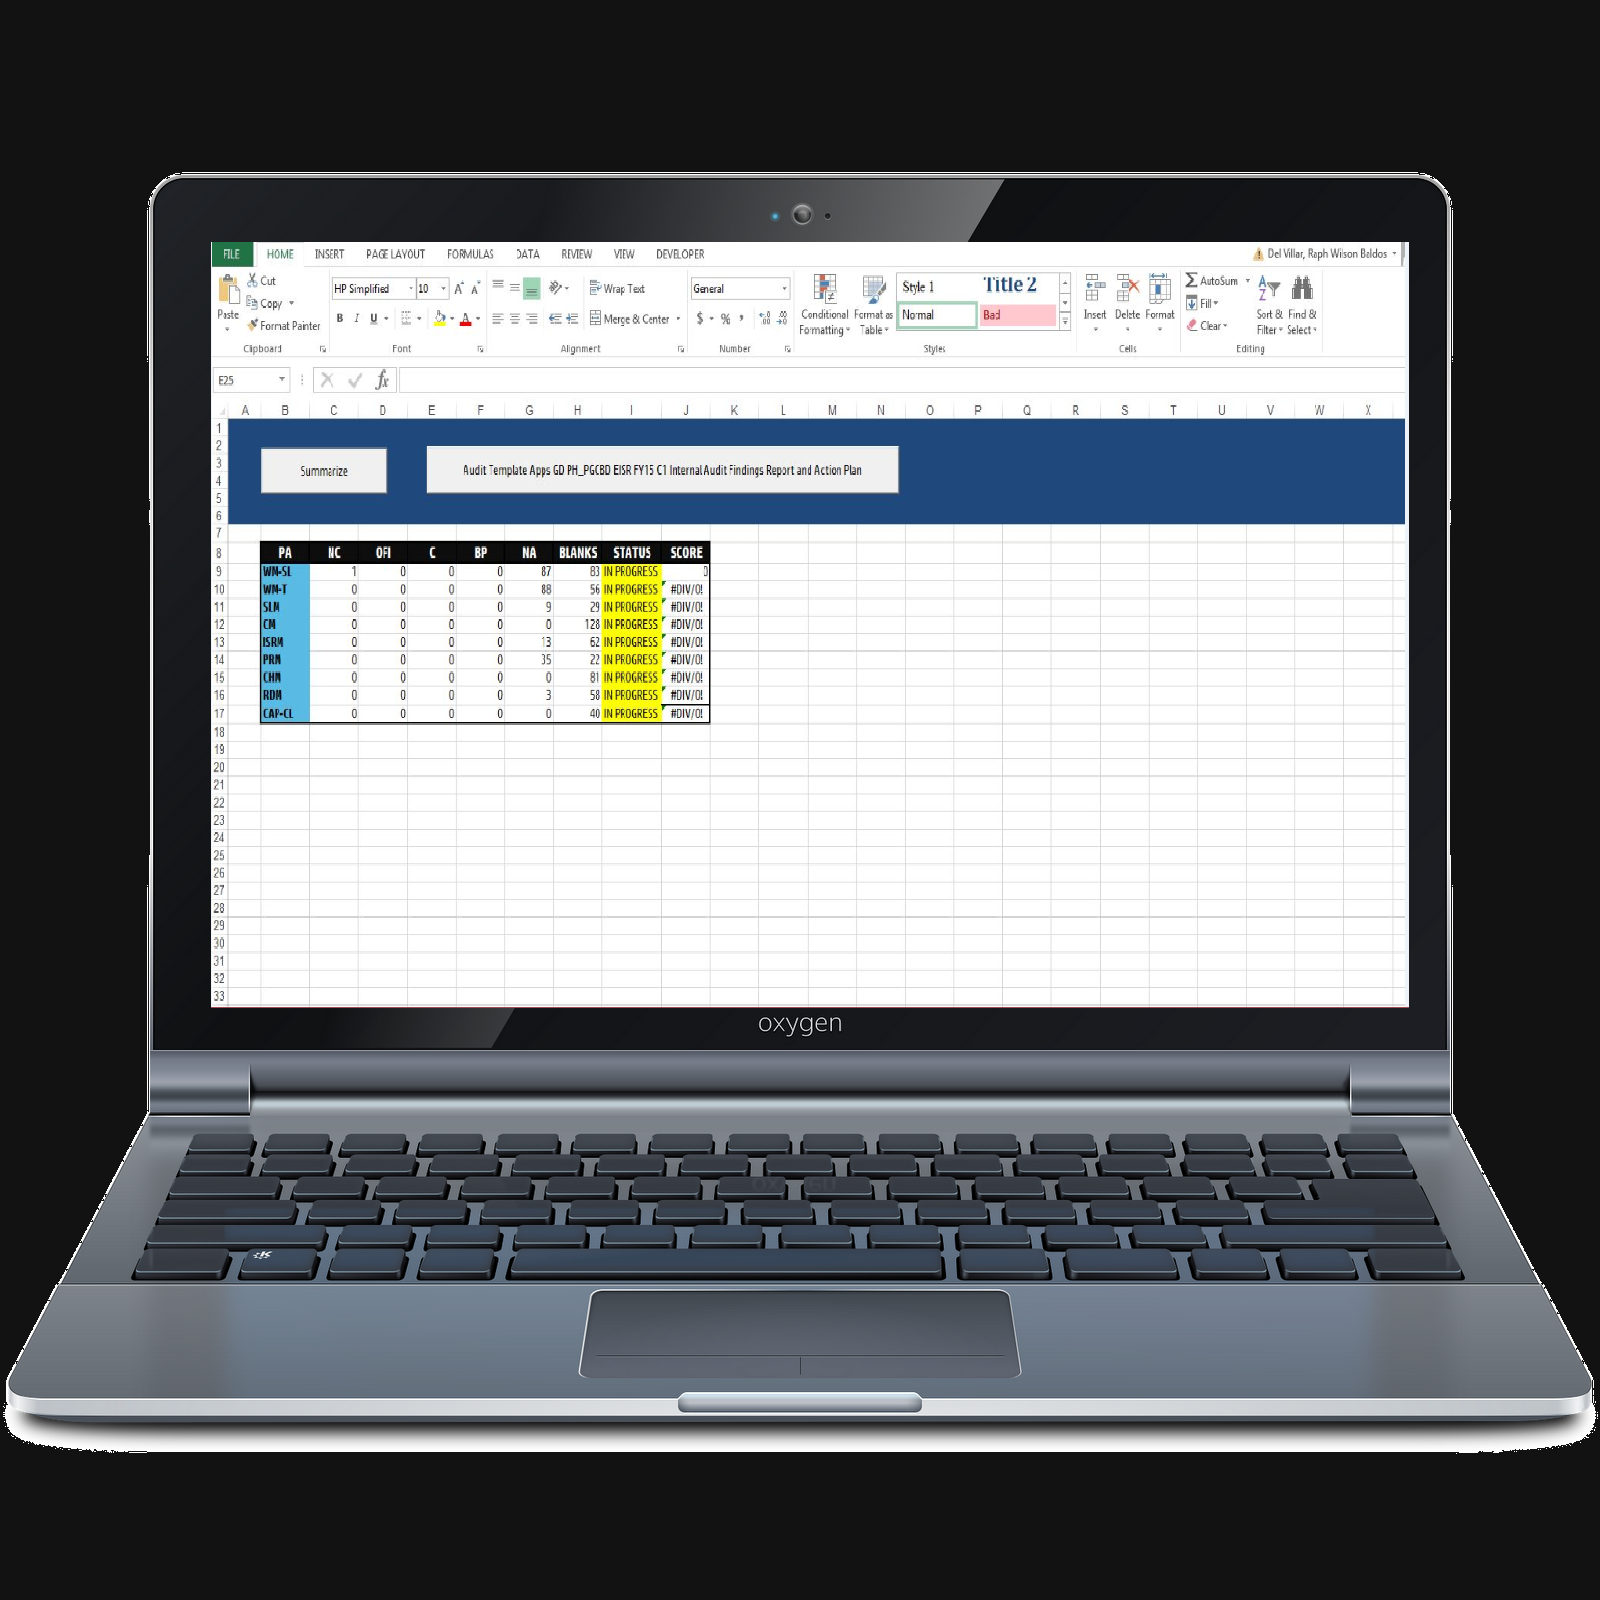 FILE HOME INSERT PAGE LAYOUT FORMULAS DATA REVIEW VIEW DEVELOPER Del Villar, Raph Wilson Baldos
Cut HP Simplified 10 A A Wrap Text General Style 1 Title 2 AutoSum
Copy Fill
Paste Format Painter B I U Merge & Center $ % , Conditional Formatting Format as Table Normal Bad Insert Delete Format Clear Sort & Filter Find & Select
Clipboard Font Alignment Number Styles Cells Editing
E25 fx
A B C D E F G H I J K L M N O P Q R S T U V W X
1
2
3 Summarize Audit Template Apps GD PH_PGCBD EISR FY15 C1 Internal Audit Findings Report and Action Plan
4
5
6
7
8 PA NC OFI C BP NA BLANKS STATUS SCORE
9 WM-SL 1 0 0 0 87 83 IN PROGRESS 0
10 WM-T 0 0 0 0 88 56 IN PROGRESS #DIV/0!
11 SLM 0 0 0 0 9 29 IN PROGRESS #DIV/0!
12 CM 0 0 0 0 0 128 IN PROGRESS #DIV/0!
13 ISRM 0 0 0 0 13 62 IN PROGRESS #DIV/0!
14 PRM 0 0 0 0 35 22 IN PROGRESS #DIV/0!
15 CHM 0 0 0 0 0 81 IN PROGRESS #DIV/0!
16 RDM 0 0 0 0 3 58 IN PROGRESS #DIV/0!
17 CAP-CL 0 0 0 0 0 40 IN PROGRESS #DIV/0!
18
19
20
21
22
23
24
25
26
27
28
29
30
31
32
33
oxygen